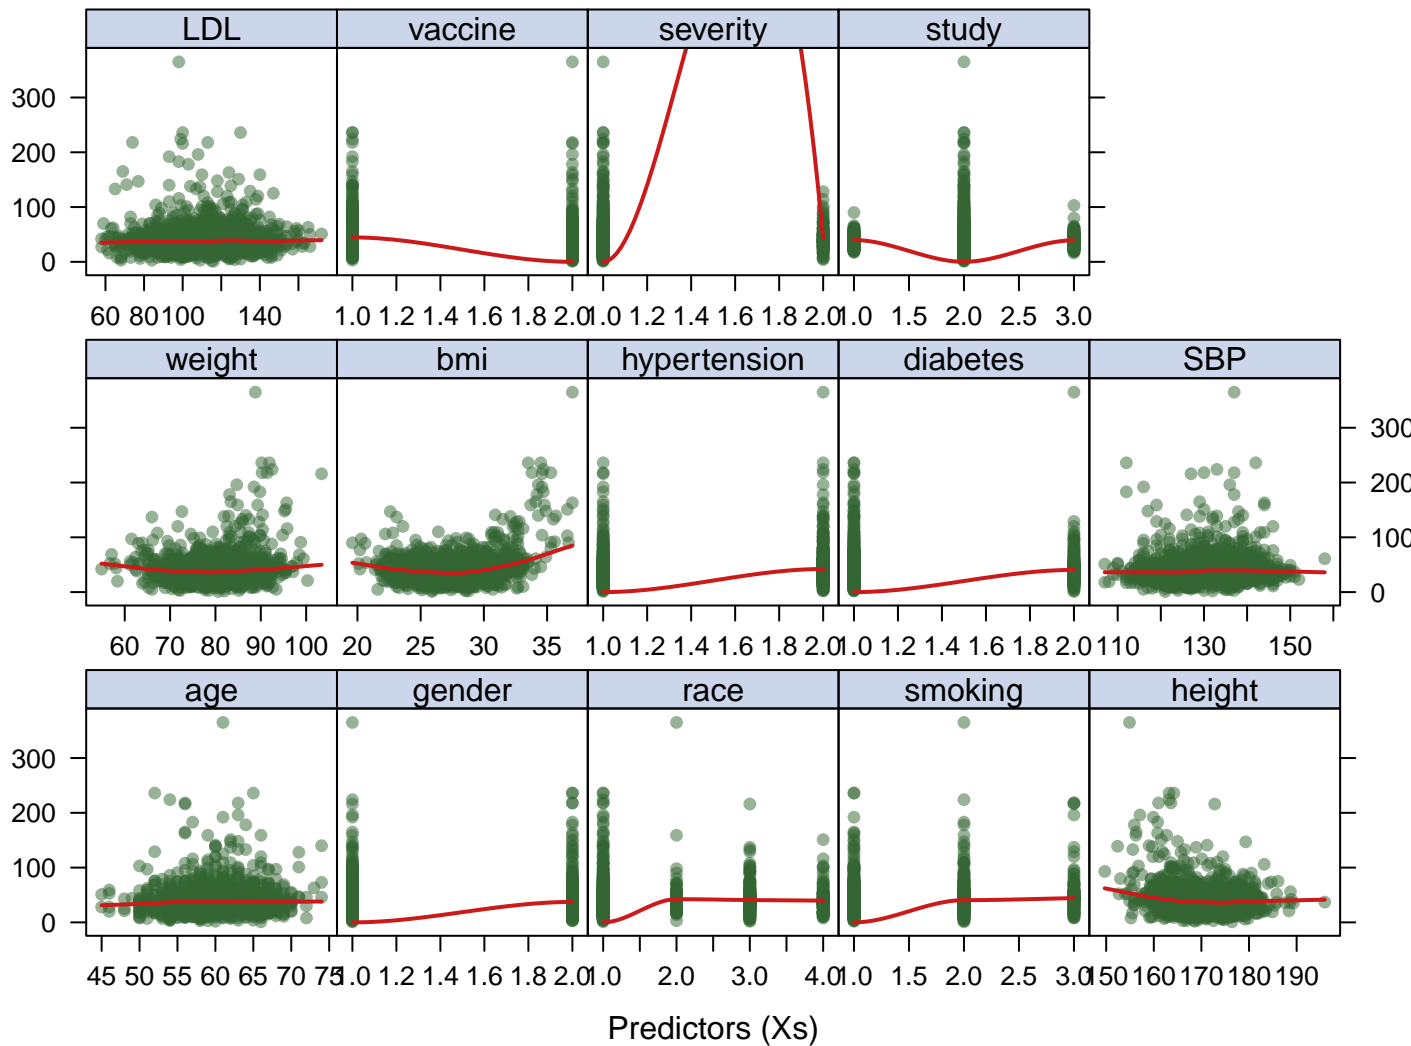 LDL vaccine severity study
300
200
100
0
60 80 100 140 1.0 1.2 1.4 1.6 1.8 2.0 1.0 1.2 1.4 1.6 1.8 2.0 1.0 1.5 2.0 2.5 3.0
weight bmi hypertension diabetes SBP
300
200
100
0
60 70 80 90 100 20 25 30 35 1.0 1.2 1.4 1.6 1.8 2.0 1.0 1.2 1.4 1.6 1.8 2.0 110 130 150
age gender race smoking height
300
200
100
0
45 50 55 60 65 70 75 1.0 1.2 1.4 1.6 1.8 2.0 1.0 2.0 3.0 4.0 1.0 1.5 2.0 2.5 3.0 150 160 170 180 190
Predictors (Xs)